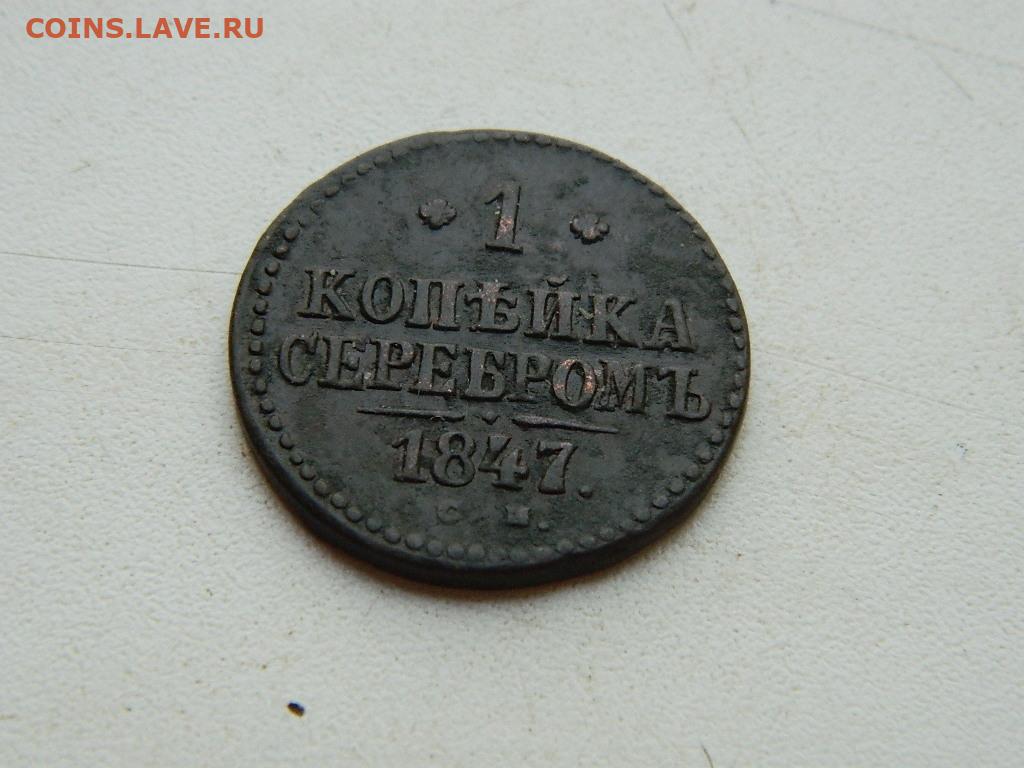 COINS.LAVE.RU
1
КОПѢЙКА
СЕРЕБРОМЪ
1847.
С. М.